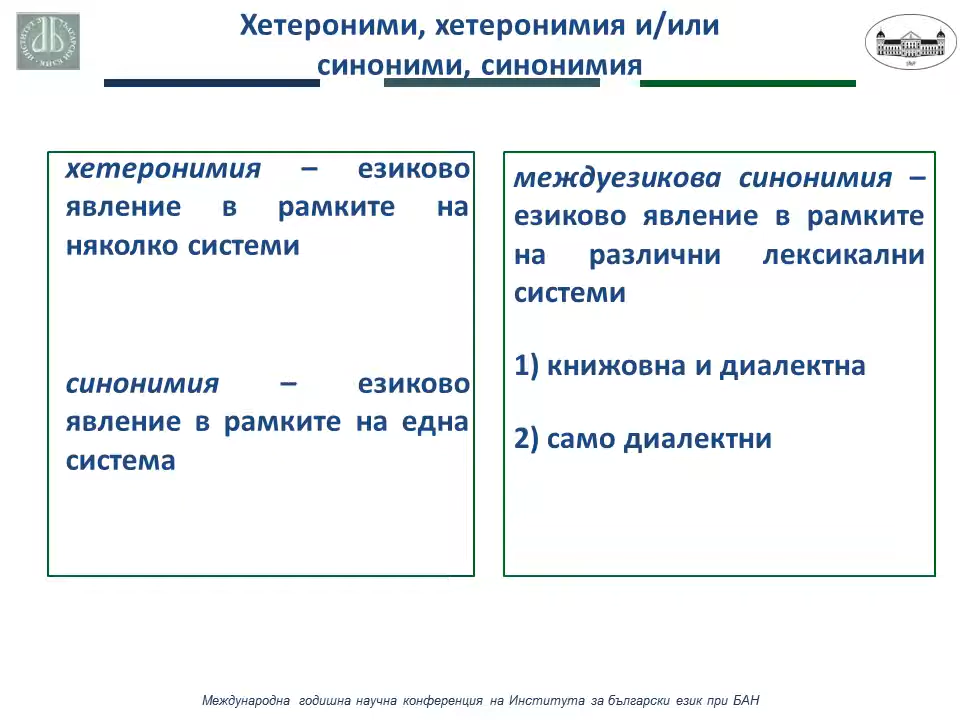 Хетероними, хетеронимия и/или
синоними, синонимия
хетеронимия – езиково
явление в рамките на
няколко системи
синонимия – езиково
явление в рамките на една
система
междуезикова синонимия –
езиково явление в рамките
на различни лексикални
системи
1) книжовна и диалектна
2) само диалектни
Международна годишна научна конференция на Института за български език при БАН